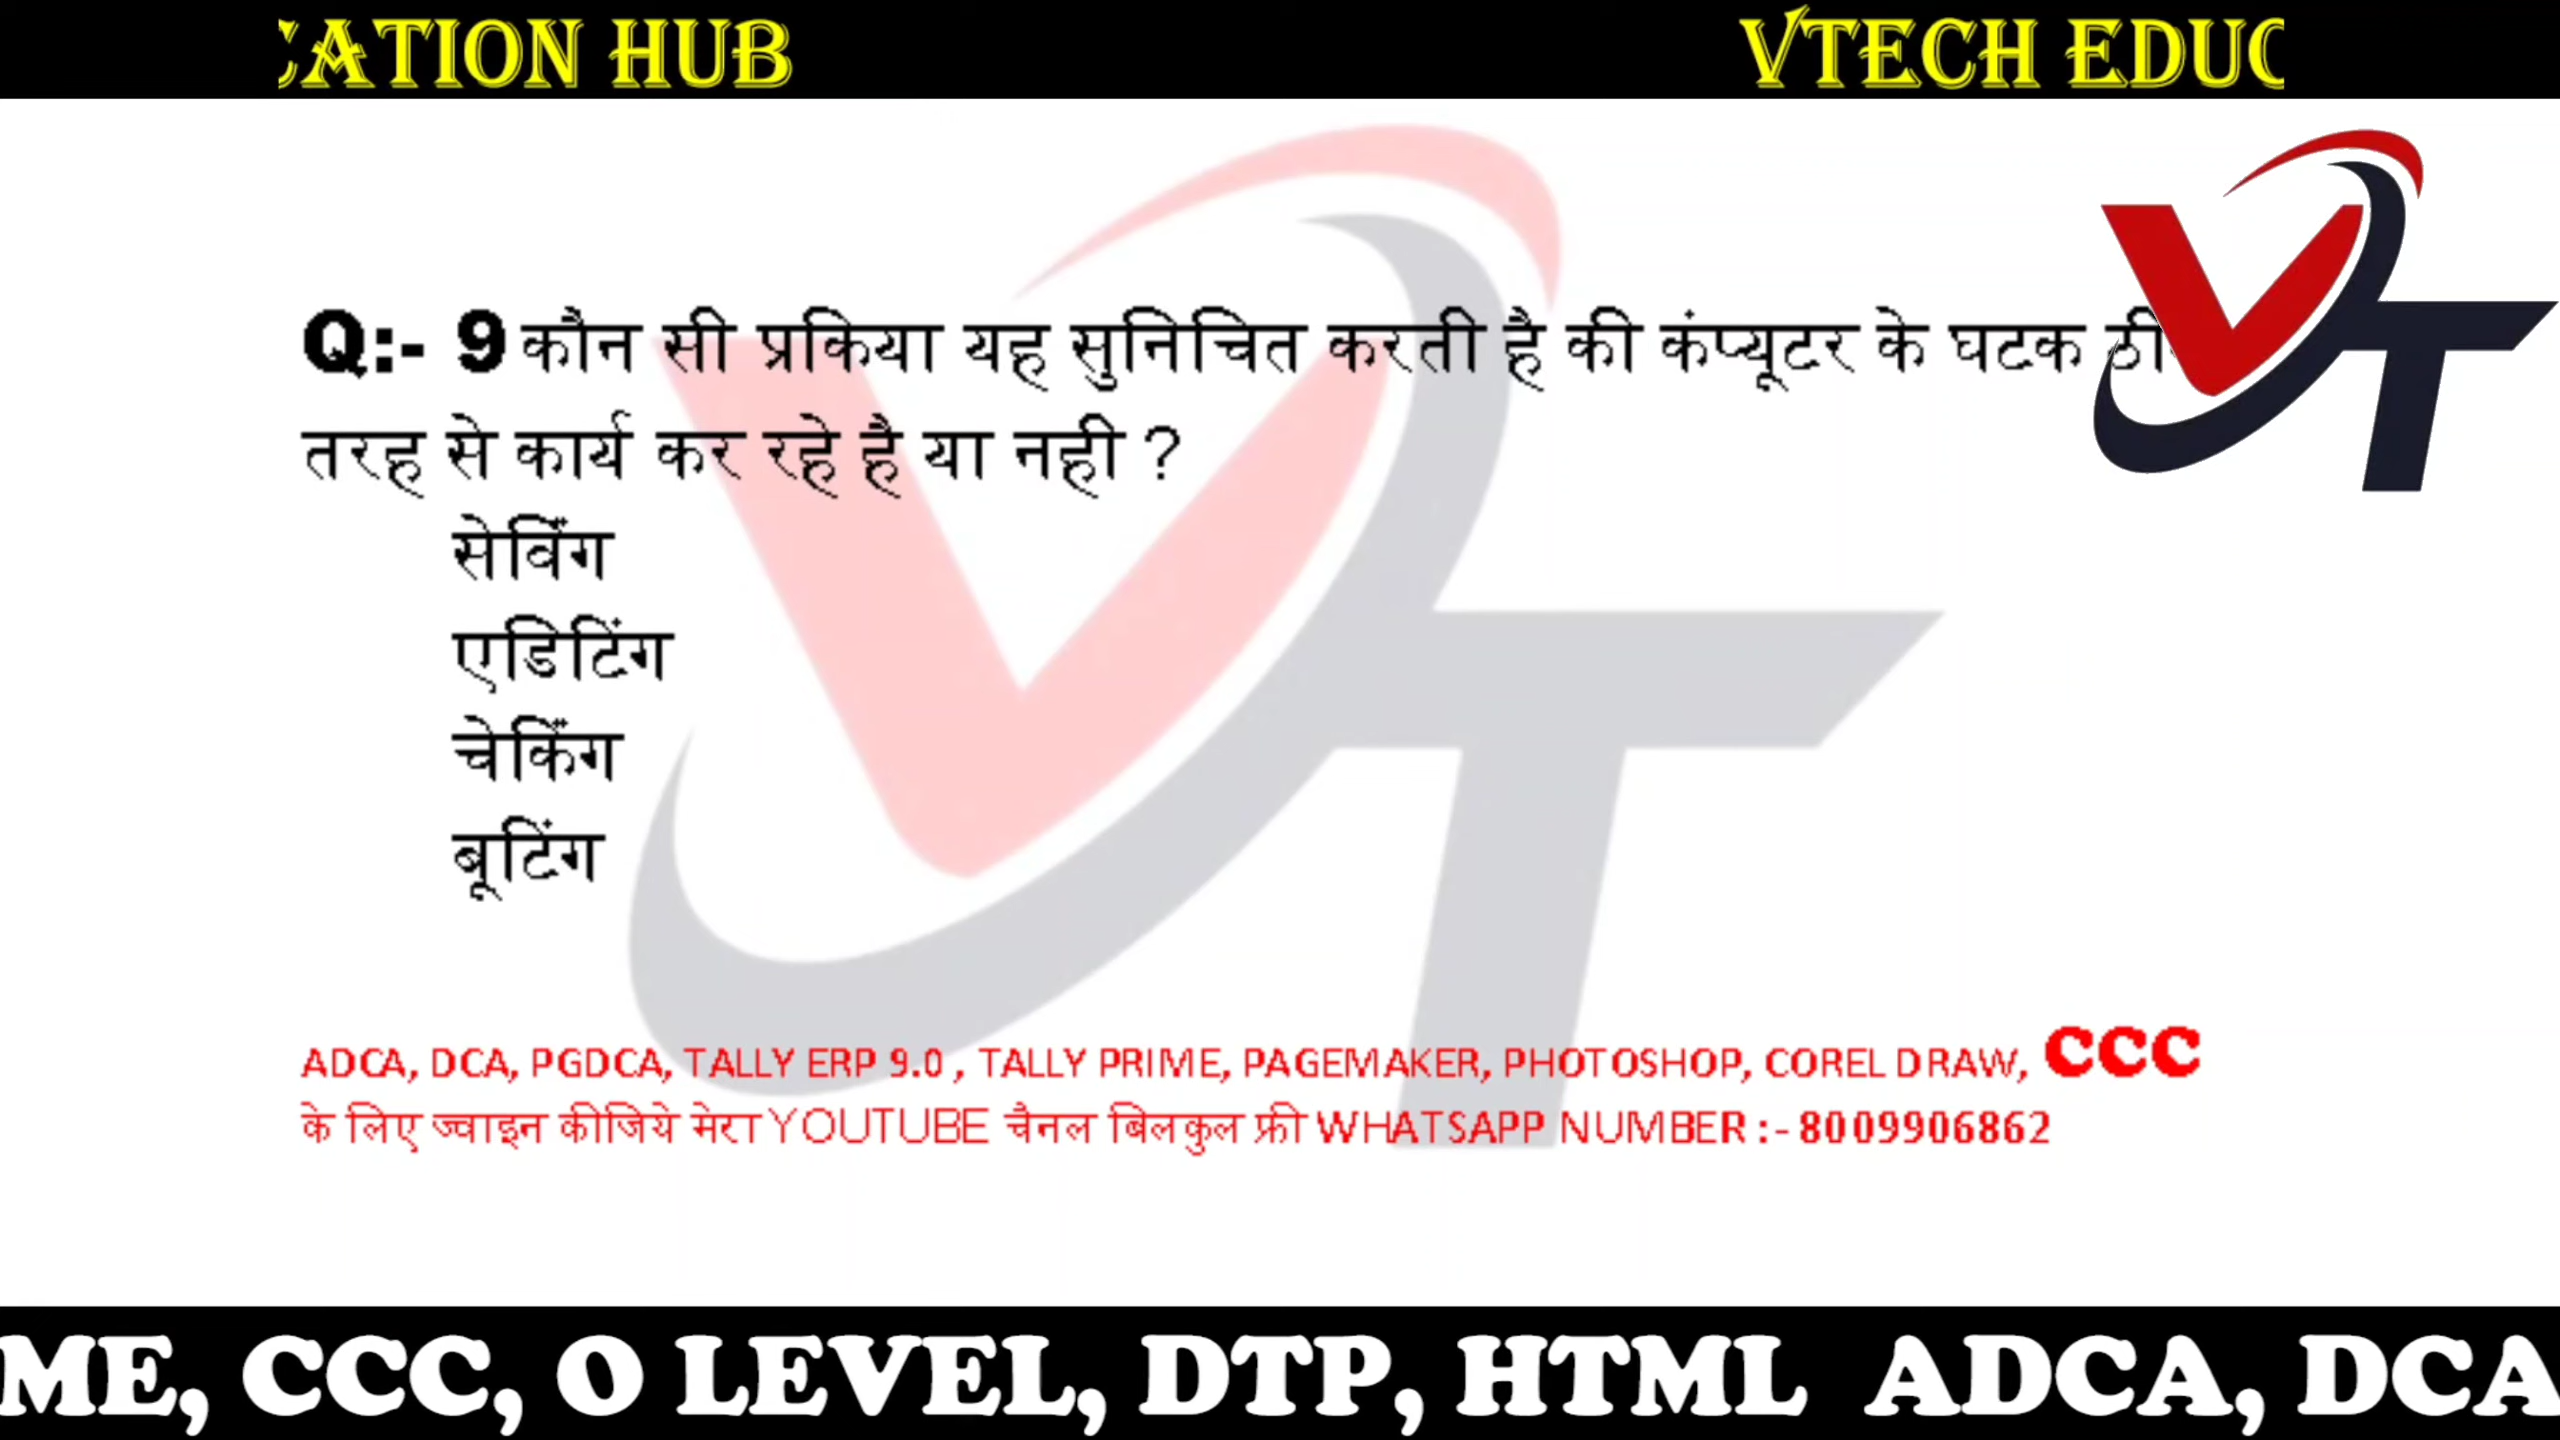 CATION HUB VTECH EDUC
Q:- 9 कौन सी प्रकिया यह सुनिचित करती है की कंप्यूटर के घटक
तरह से कार्य कर रहे है या नही ?
सेविंग
एडिटिंग
चेकिंग
बूटिंग
ADCA, DCA, PGDCA, TALLY ERP 9.0 , TALLY PRIME, PAGEMAKER, PHOTOSHOP, COREL DRAW, CCC
के लिए ज्वाइन कीजिये मेरा YOUTUBE चैनल बिलकुल फ्री WHATSAPP NUMBER :- 8009906862
ME, CCC, O LEVEL, DTP, HTML ADCA, DCA